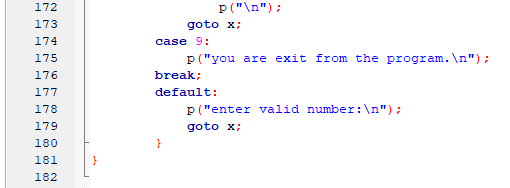 172 p("\n");
173 goto x;
174 case 9:
175 p("you are exit from the program.\n");
176 break;
177 default:
178 p("enter valid number:\n");
179 goto x;
180 }
181 }
182